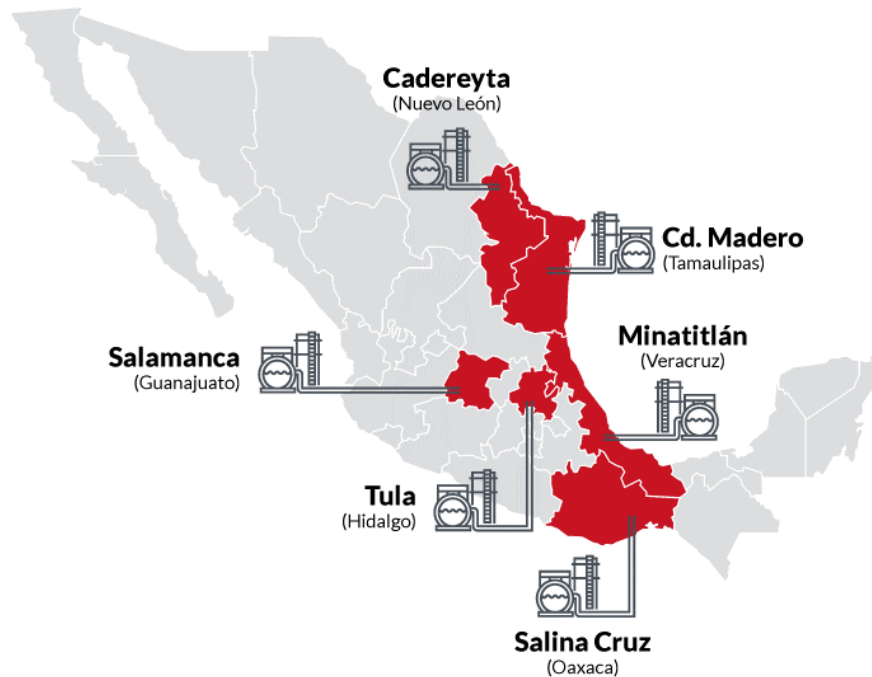 Cadereyta
(Nuevo León)
Cd. Madero
(Tamaulipas)
Minatitlán
(Veracruz)
Salamanca
(Guanajuato)
Tula
(Hidalgo)
Salina Cruz
(Oaxaca)